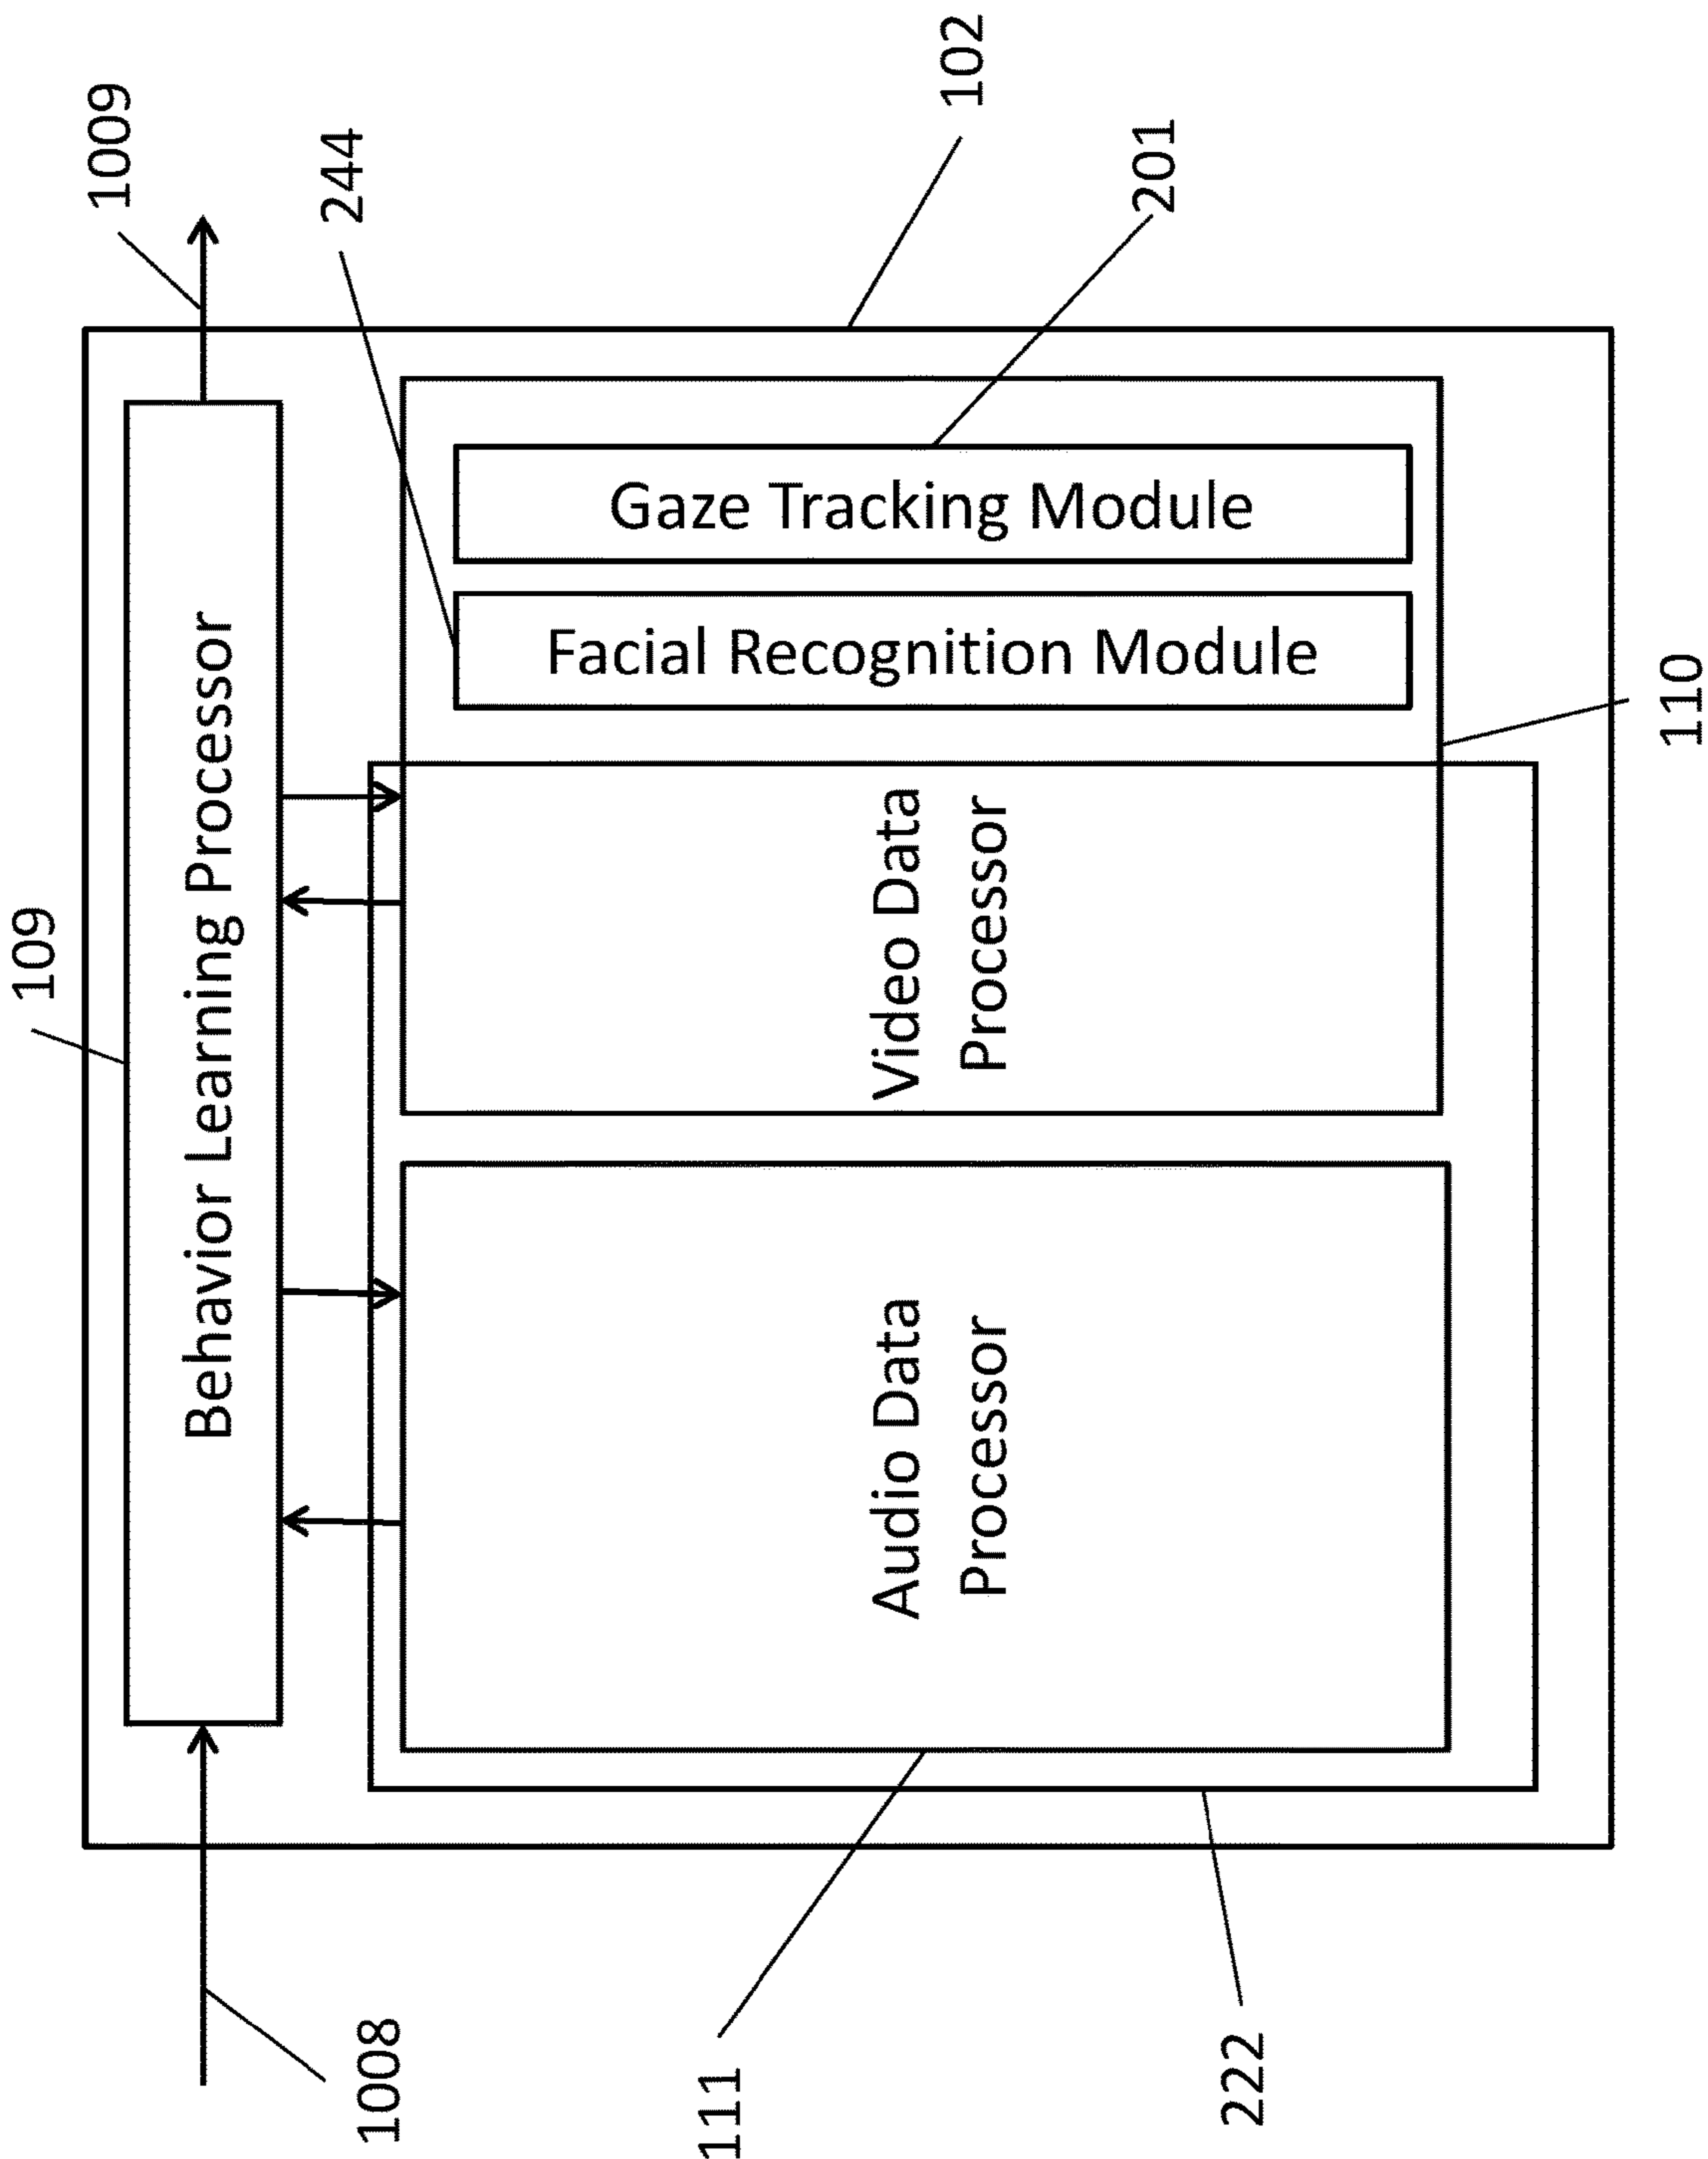 109
Behavior Learning Processor
1008
1009
244
Audio Data
Processor
Video Data
Processor
Facial Recognition Module
Gaze Tracking Module
111
222
110
201
102